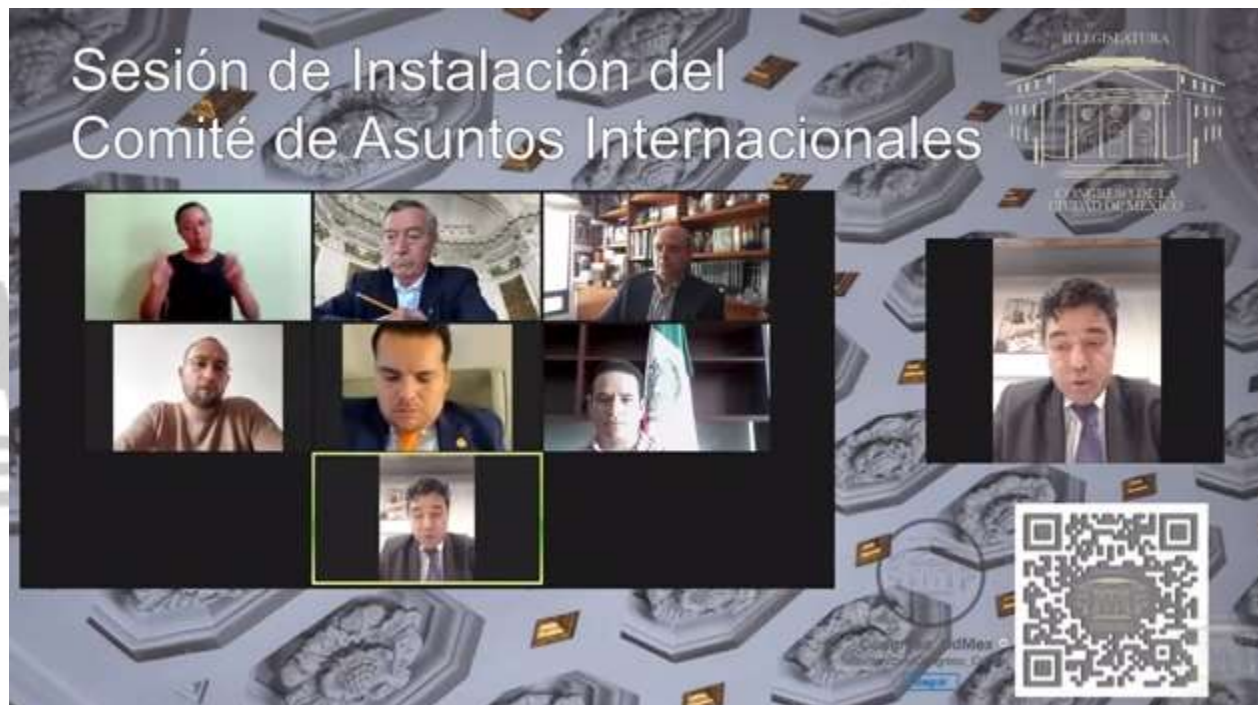 Sesión de Instalación del
Comité de Asuntos Internacionales
II LEGISLATURA
CONGRESO DE LA
CIUDAD DE MÉXICO